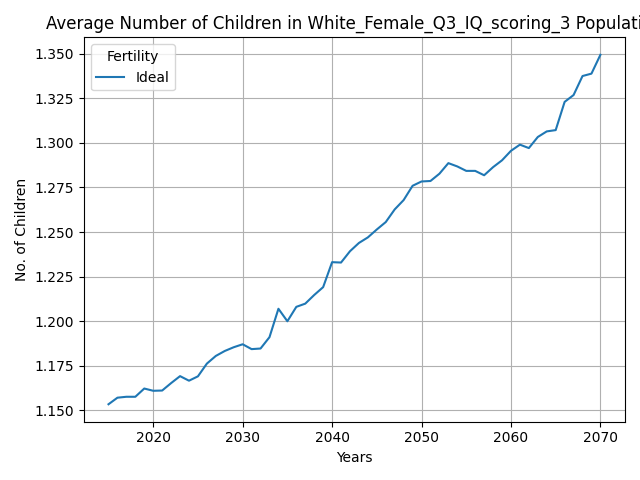 Average Number of Children in White_Female_Q3_IQ_scoring_3 Populati
Fertility
Ideal
No. of Children
1.350
1.325
1.300
1.275
1.250
1.225
1.200
1.175
1.150
2020 2030 2040 2050 2060 2070
Years